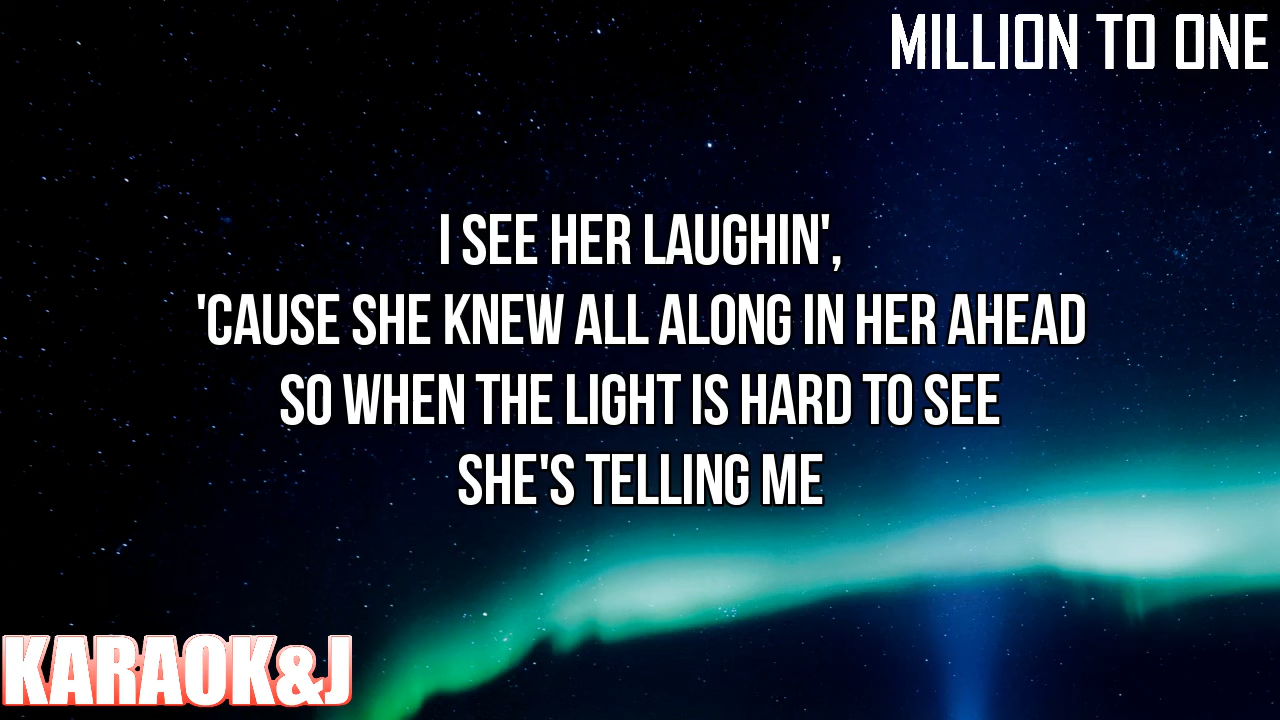 MILLION TO ONE
I SEE HER LAUGHIN',
'CAUSE SHE KNEW ALL ALONG IN HER AHEAD
SO WHEN THE LIGHT IS HARD TO SEE
SHE'S TELLING ME
KARAOK&J